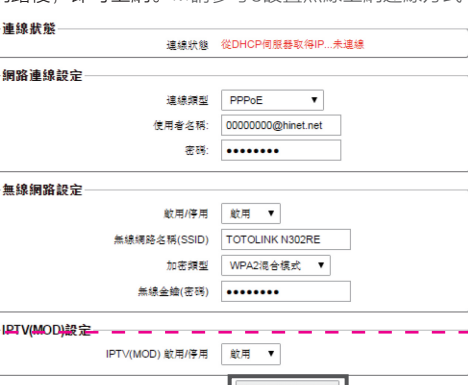 連線狀態
連線狀態 從DHCP伺服器取得IP...未連線
網路連線設定
連線類型 PPPoE
使用者名稱: 00000000@hinet.net
密碼: ●●●●●●●●
無線網路設定
啟用/停用 啟用
無線網路名稱(SSID) TOTOLINK N302RE
加密類型 WPA2混合模式
無線金鑰(密碼) ●●●●●●●●
IPTV(MOD)設定
IPTV(MOD) 啟用/停用 啟用